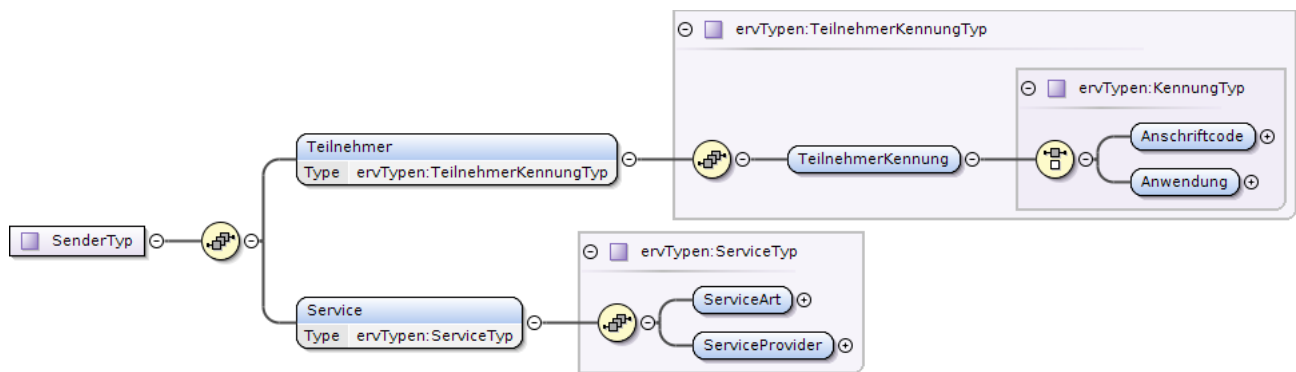 ervTypen:TeilnehmerKennungTyp
ervTypen:KennungTyp
Anschriftcode
Teilnehmer
Type ervTypen:TeilnehmerKennungTyp
TeilnehmerKennung
Anwendung
SenderTyp
ervTypen:ServiceTyp
ServiceArt
Service
Type ervTypen:ServiceTyp
ServiceProvider